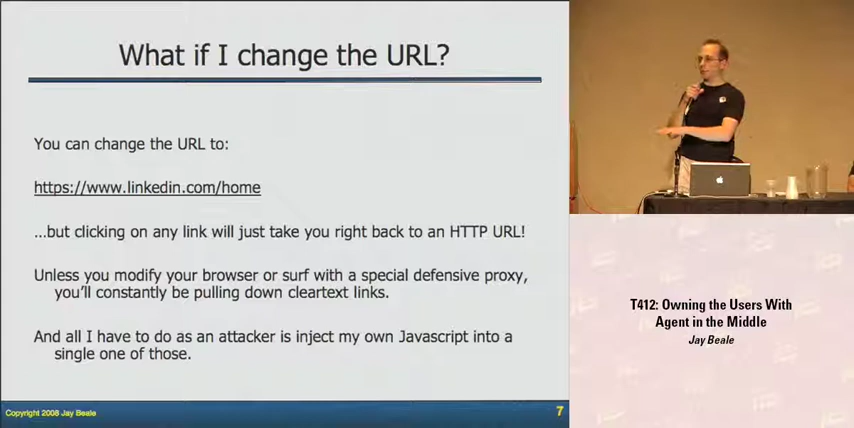 What if I change the URL?
You can change the URL to:
https://www.linkedin.com/home
...but clicking on any link will just take you right back to an HTTP URL!
Unless you modify your browser or surf with a special defensive proxy,
you'll constantly be pulling down cleartext links.
And all I have to do as an attacker is inject my own Javascript into a
single one of those.
Copyright 2008 Jay Beale
7
T412: Owning the Users With
Agent in the Middle
Jay Beale